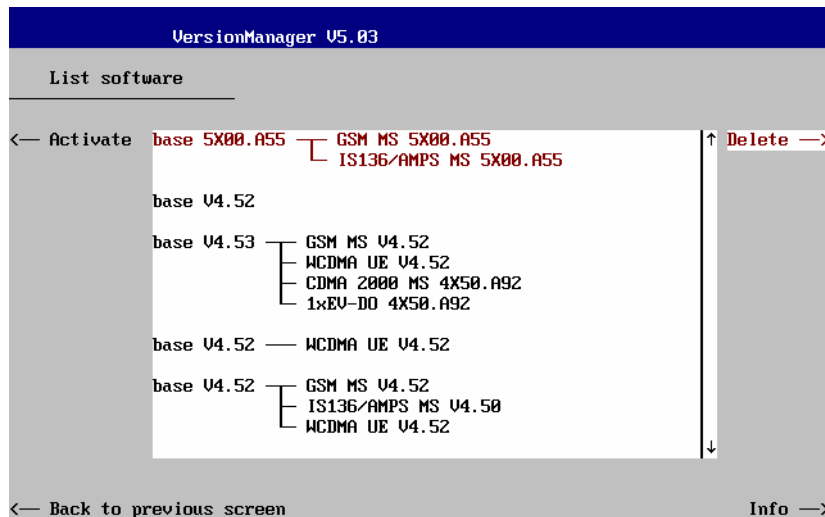 VersionManager V5.03
List software
<— Activate base 5X00.A55 GSM MS 5X00.A55 ↑ Delete —>
IS136/AMPS MS 5X00.A55
base V4.52
base V4.53 GSM MS V4.52
WCDMA UE V4.52
CDMA 2000 MS 4X50.A92
1xEV-DO 4X50.A92
base V4.52 WCDMA UE V4.52
base V4.52 GSM MS V4.52
IS136/AMPS MS V4.50
WCDMA UE V4.52
↓
<— Back to previous screen Info —>